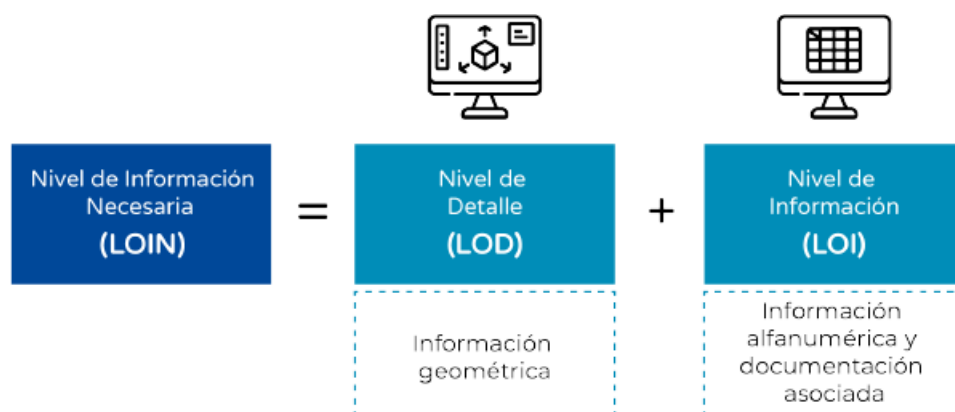 Nivel de Información
Necesaria
(LOIN)
=
Nivel de
Detalle
(LOD)
+
Nivel de
Información
(LOI)
Información
geométrica
Información
alfanumérica y
documentación
asociada